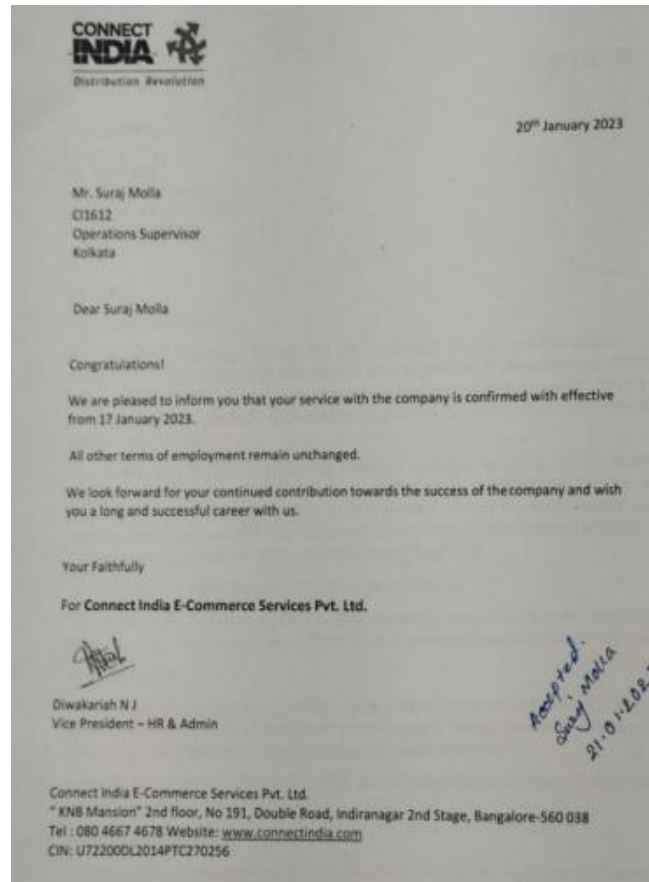 CONNECT
INDIA
Distribution Revolution
20th January 2023
Mr. Suraj Molla
CI1612
Operations Supervisor
Kolkata
Dear Suraj Molla
Congratulations!
We are pleased to inform you that your service with the company is confirmed with effective
from 17 January 2023.
All other terms of employment remain unchanged.
We look forward for your continued contribution towards the success of the company and wish
you a long and successful career with us.
Your Faithfully
For Connect India E-Commerce Services Pvt. Ltd.
Diwakariah N J
Vice President – HR & Admin
Accepted.
Suraj Molla
21-01-2023
Connect India E-Commerce Services Pvt. Ltd.
" KNB Mansion" 2nd floor, No 191, Double Road, Indiranagar 2nd Stage, Bangalore-560 038
Tel : 080 4667 4678 Website: www.connectindia.com
CIN: U72200DL2014PTC270256